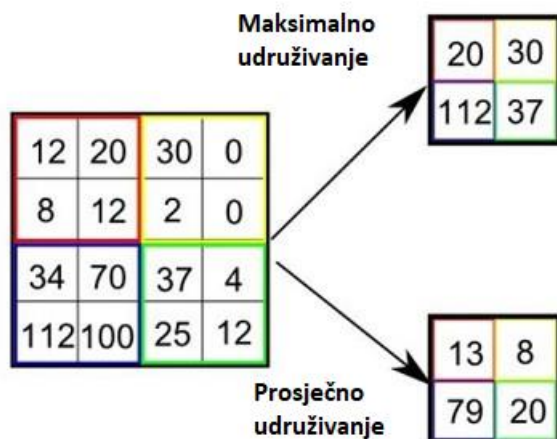 Maksimalno
udruživanje
20 30
112 37
12 20 30 0
8 12 2 0
34 70 37 4
112 100 25 12
13 8
79 20
Prosječno
udruživanje